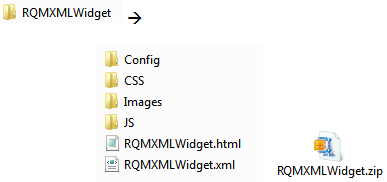 RQMXMLWidget
Config
CSS
Images
JS
RQMXMLWidget.html
RQMXMLWidget.xml
RQMXMLWidget.zip